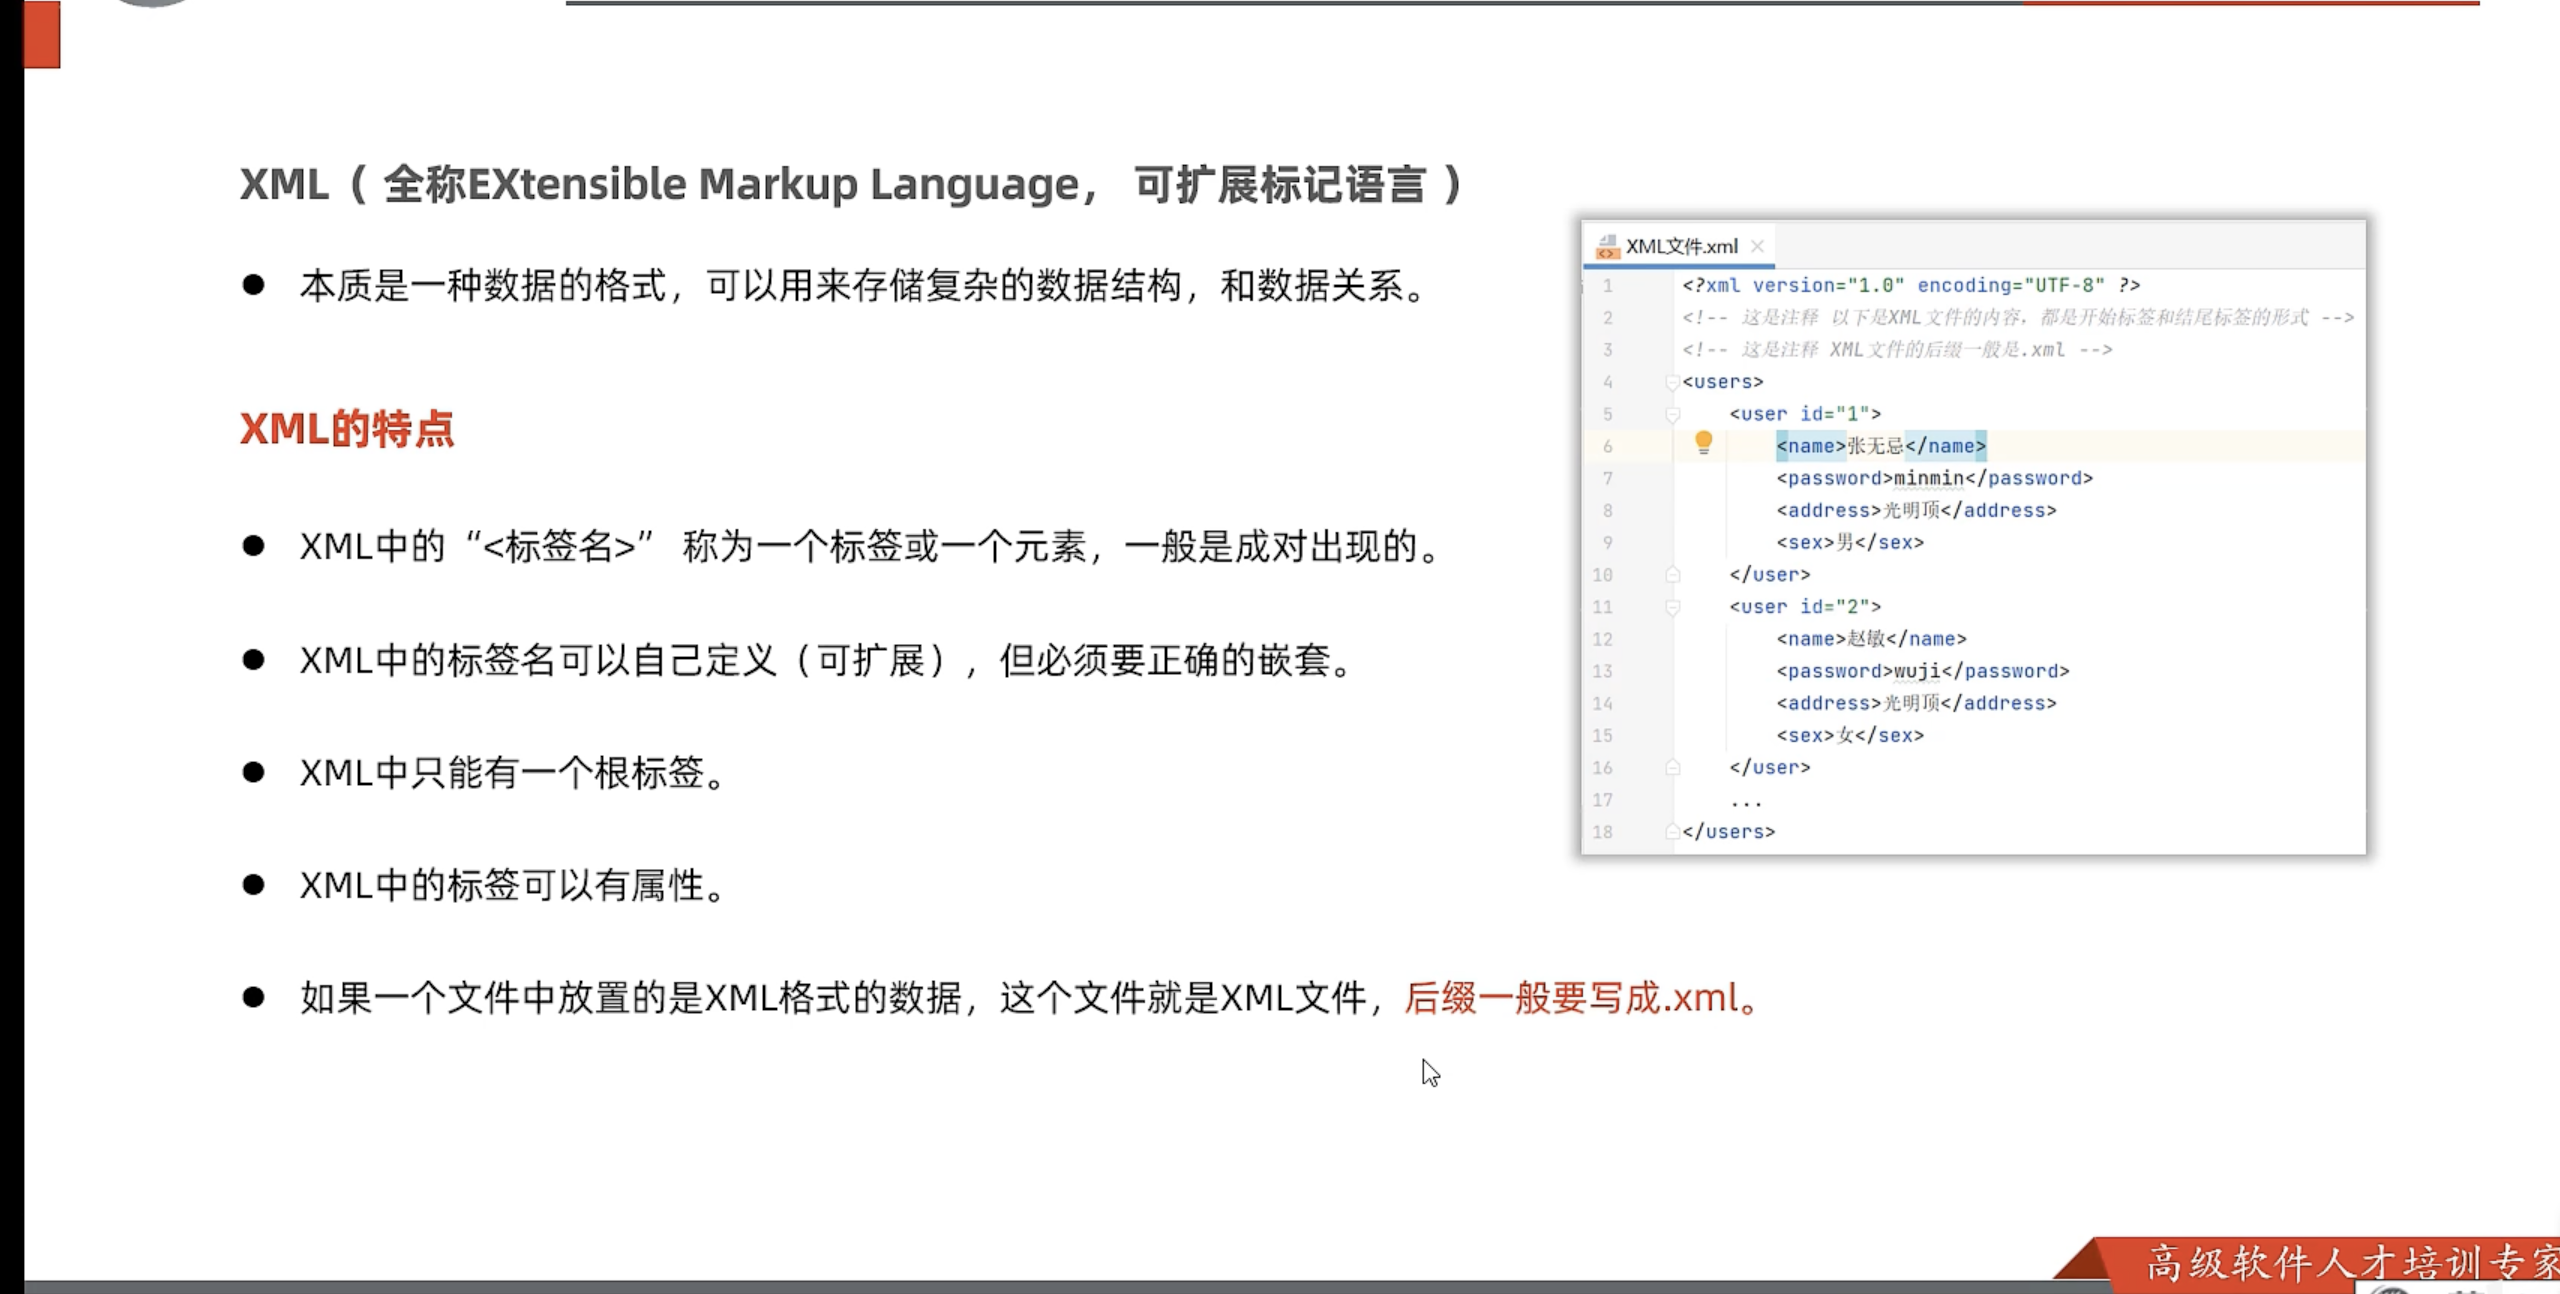 XML（ 全称EXtensible Markup Language， 可扩展标记语言 ）
● 本质是一种数据的格式，可以用来存储复杂的数据结构，和数据关系。
XML的特点
● XML中的“<标签名>” 称为一个标签或一个元素，一般是成对出现的。
● XML中的标签名可以自己定义（可扩展），但必须要正确的嵌套。
● XML中只能有一个根标签。
● XML中的标签可以有属性。
● 如果一个文件中放置的是XML格式的数据，这个文件就是XML文件，后缀一般要写成.xml。
XML文件.xml
1 <?xml version="1.0" encoding="UTF-8" ?>
2 <!-- 这是注释 以下是XML文件的内容，都是开始标签和结尾标签的形式 -->
3 <!-- 这是注释 XML文件的后缀一般是.xml -->
4 <users>
5 <user id="1">
6 <name>张无忌</name>
7 <password>minmin</password>
8 <address>光明顶</address>
9 <sex>男</sex>
10 </user>
11 <user id="2">
12 <name>赵敏</name>
13 <password>wuji</password>
14 <address>光明顶</address>
15 <sex>女</sex>
16 </user>
17 ...
18 </users>
高级软件人才培训专家